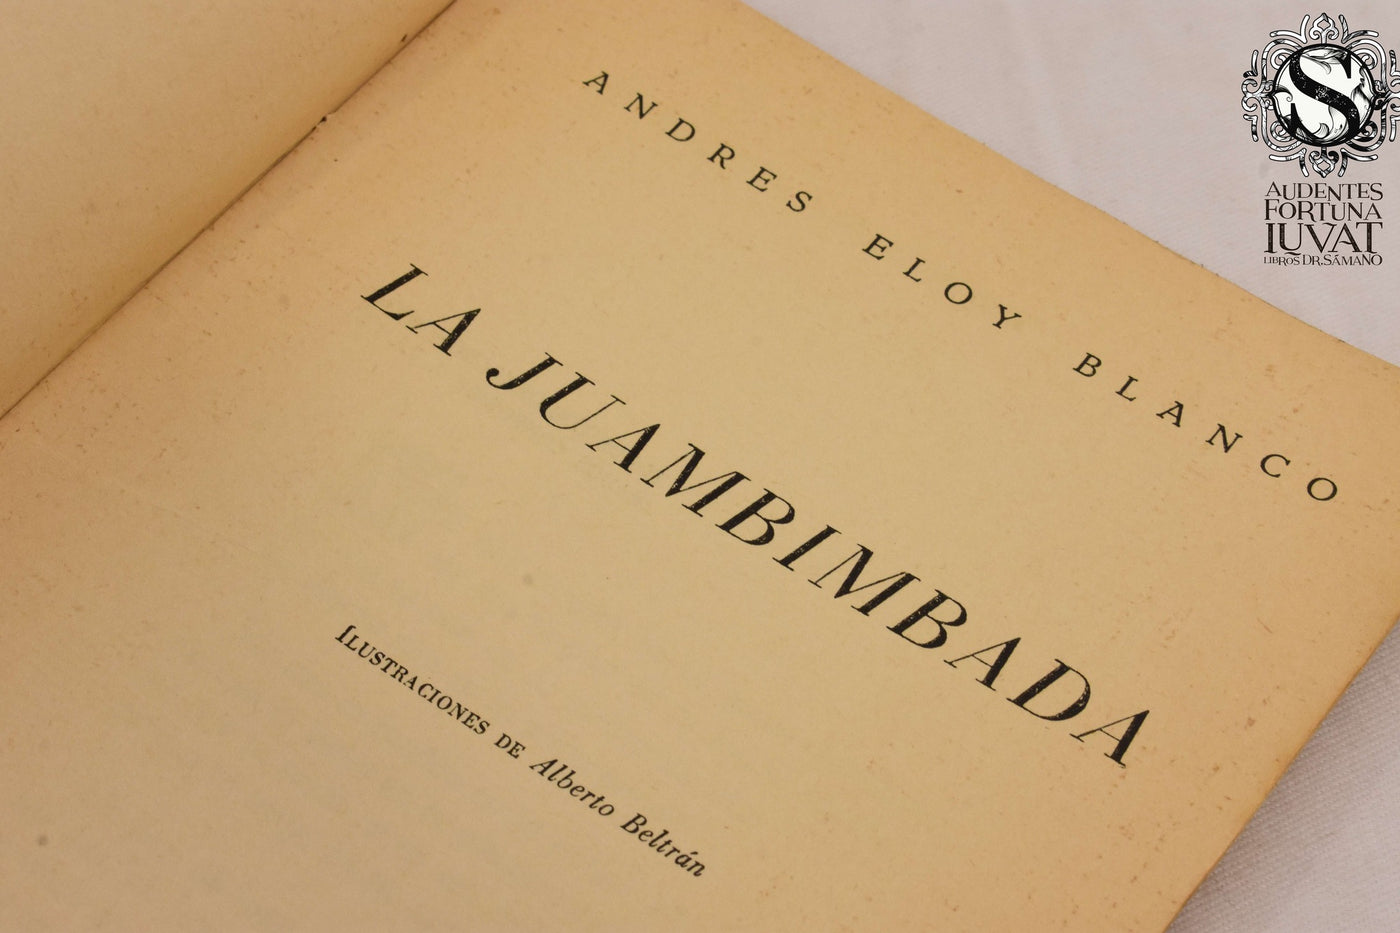 ANDRES ELOY BLANCO
LA JUAMBIMBADA
ILUSTRACIONES DE Alberto Beltrán
S
AUDENTES
FORTUNA
IUVAT
LIBROS DR. SÁMANO